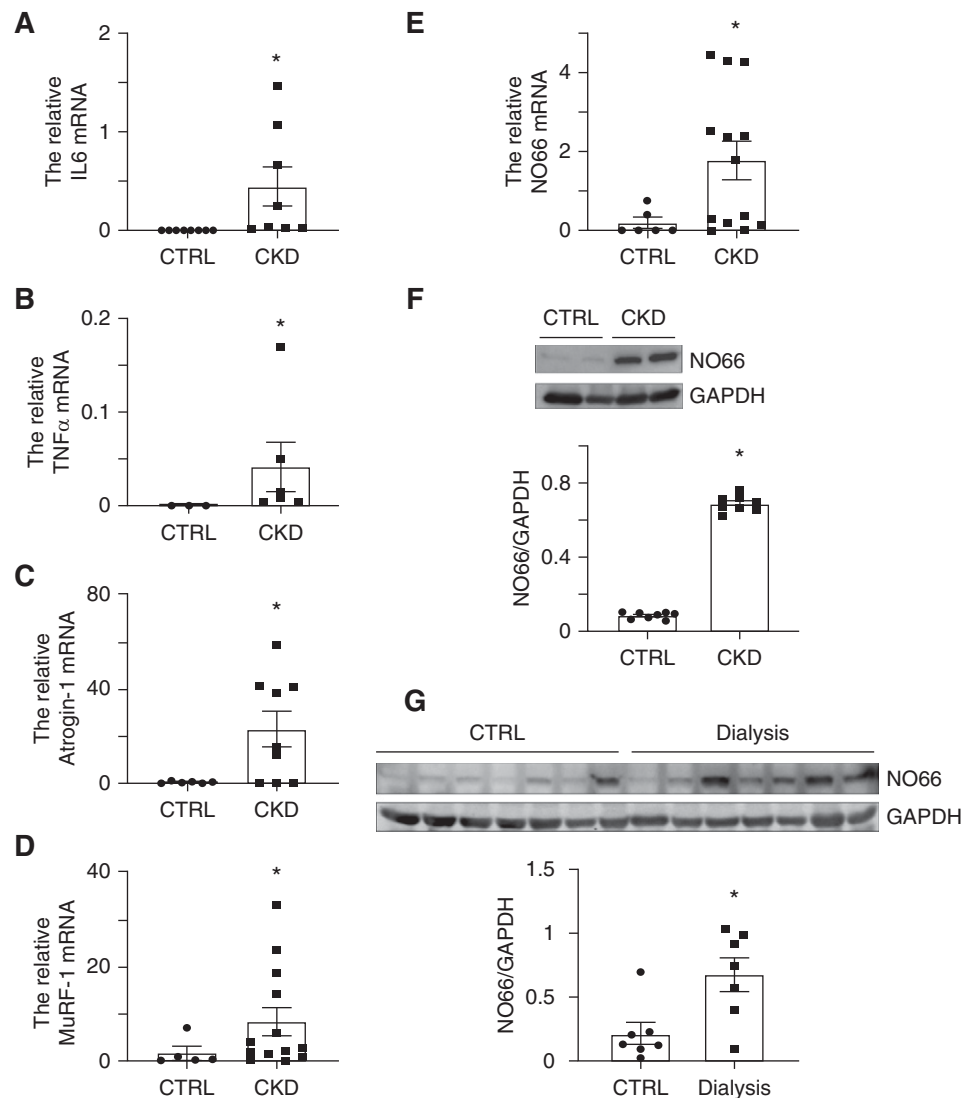 A
The relative
IL6 mRNA
2
1
0
*
CTRL
CKD
B
The relative
TNFα mRNA
0.2
0.1
0
*
CTRL
CKD
C
The relative
Atrogin-1 mRNA
80
40
0
*
CTRL
CKD
D
The relative
MuRF-1 mRNA
40
20
0
*
CTRL
CKD
E
The relative
NO66 mRNA
4
2
0
*
CTRL
CKD
F
CTRL
CKD
NO66
GAPDH
NO66/GAPDH
0.8
0.4
0
*
CTRL
CKD
G
CTRL
Dialysis
NO66
GAPDH
NO66/GAPDH
1.5
1
0.5
0
*
CTRL
Dialysis